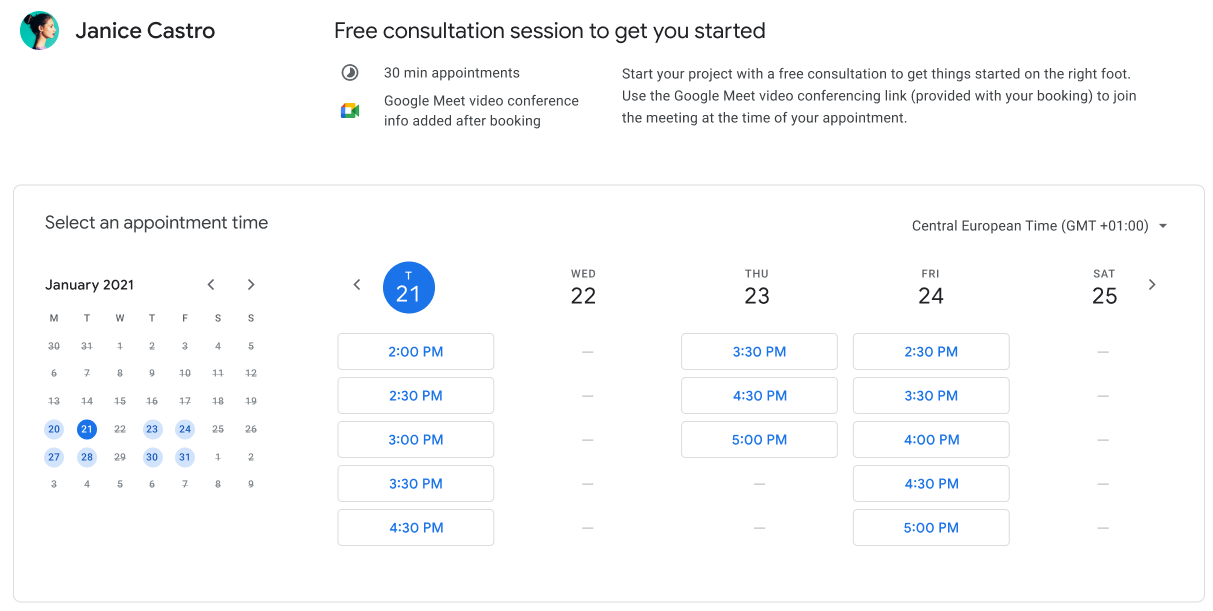 Janice Castro
Free consultation session to get you started
30 min appointments
Google Meet video conference
info added after booking
Start your project with a free consultation to get things started on the right foot.
Use the Google Meet video conferencing link (provided with your booking) to join
the meeting at the time of your appointment.
Select an appointment time
Central European Time (GMT +01:00)
January 2021
M T W T F S S
30 31 1 2 3 4 5
6 7 8 9 10 11 12
13 14 15 16 17 18 19
20 21 22 23 24 25 26
27 28 29 30 31 1 2
3 4 5 6 7 8 9
T WED THU FRI SAT
21 22 23 24 25
2:00 PM — 3:30 PM 2:30 PM —
2:30 PM — 4:30 PM 3:30 PM —
3:00 PM — 5:00 PM 4:00 PM —
3:30 PM — — 4:30 PM —
4:30 PM — — 5:00 PM —